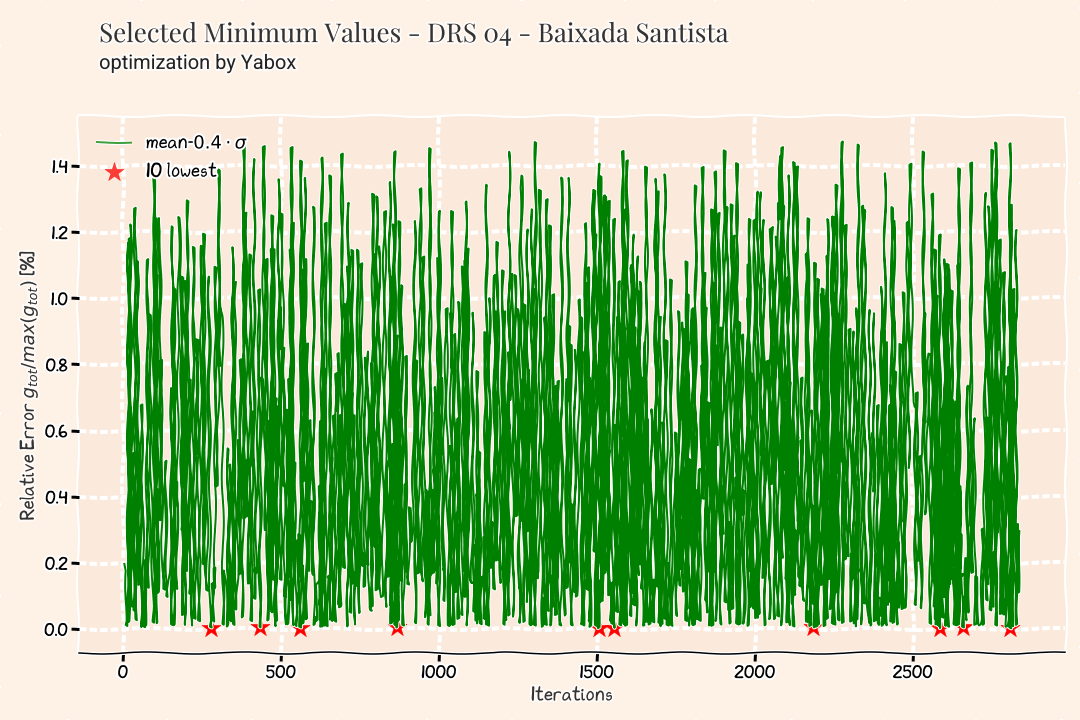 Selected Minimum Values - DRS 04 - Baixada Santista
optimization by Yabox
mean-0.4 · σ
10 lowest
Relative Error g_tot/max(g_tot) [%]
1.4
1.2
1.0
0.8
0.6
0.4
0.2
0.0
0 500 1000 1500 2000 2500
Iterations